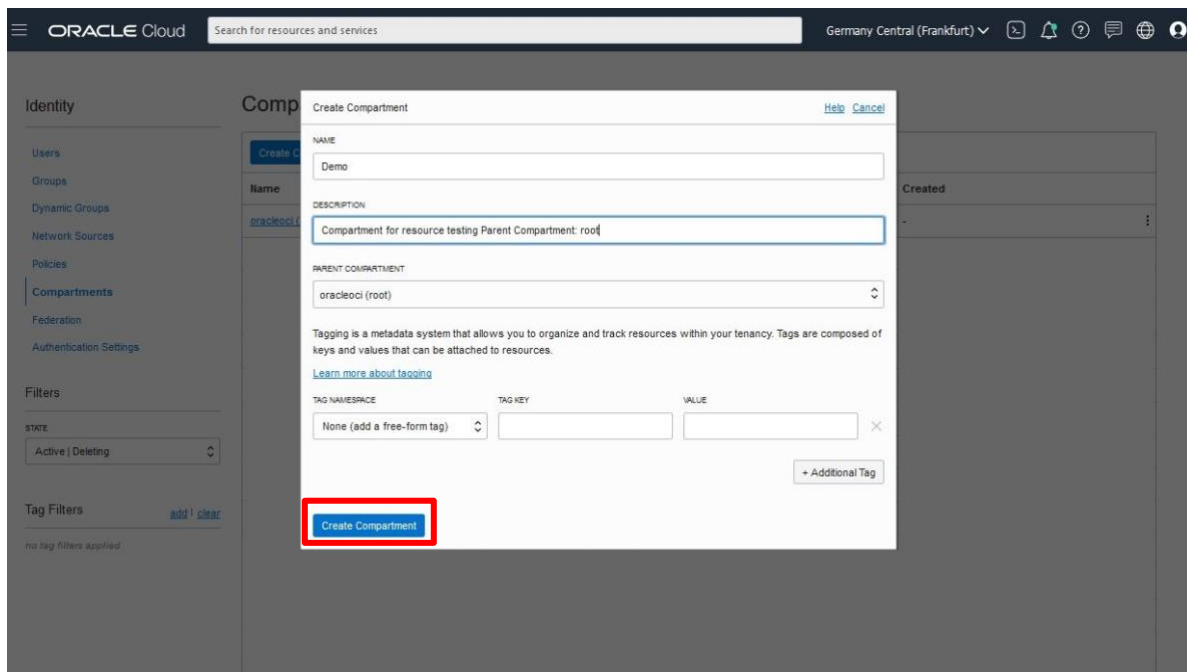 ORACLE Cloud
Search for resources and services
Germany Central (Frankfurt)
Identity
Users
Groups
Dynamic Groups
Network Sources
Policies
Compartments
Federation
Authentication Settings
Filters
STATE
Active | Deleting
Tag Filters
add | clear
no tag filters applied
Comp
Create C
Name
Created
oracleoci (
-
Create Compartment
Help Cancel
NAME
Demo
DESCRIPTION
Compartment for resource testing Parent Compartment: root
PARENT COMPARTMENT
oracleoci (root)
Tagging is a metadata system that allows you to organize and track resources within your tenancy. Tags are composed of
keys and values that can be attached to resources.
Learn more about tagging
TAG NAMESPACE
TAG KEY
VALUE
None (add a free-form tag)
+ Additional Tag
Create Compartment